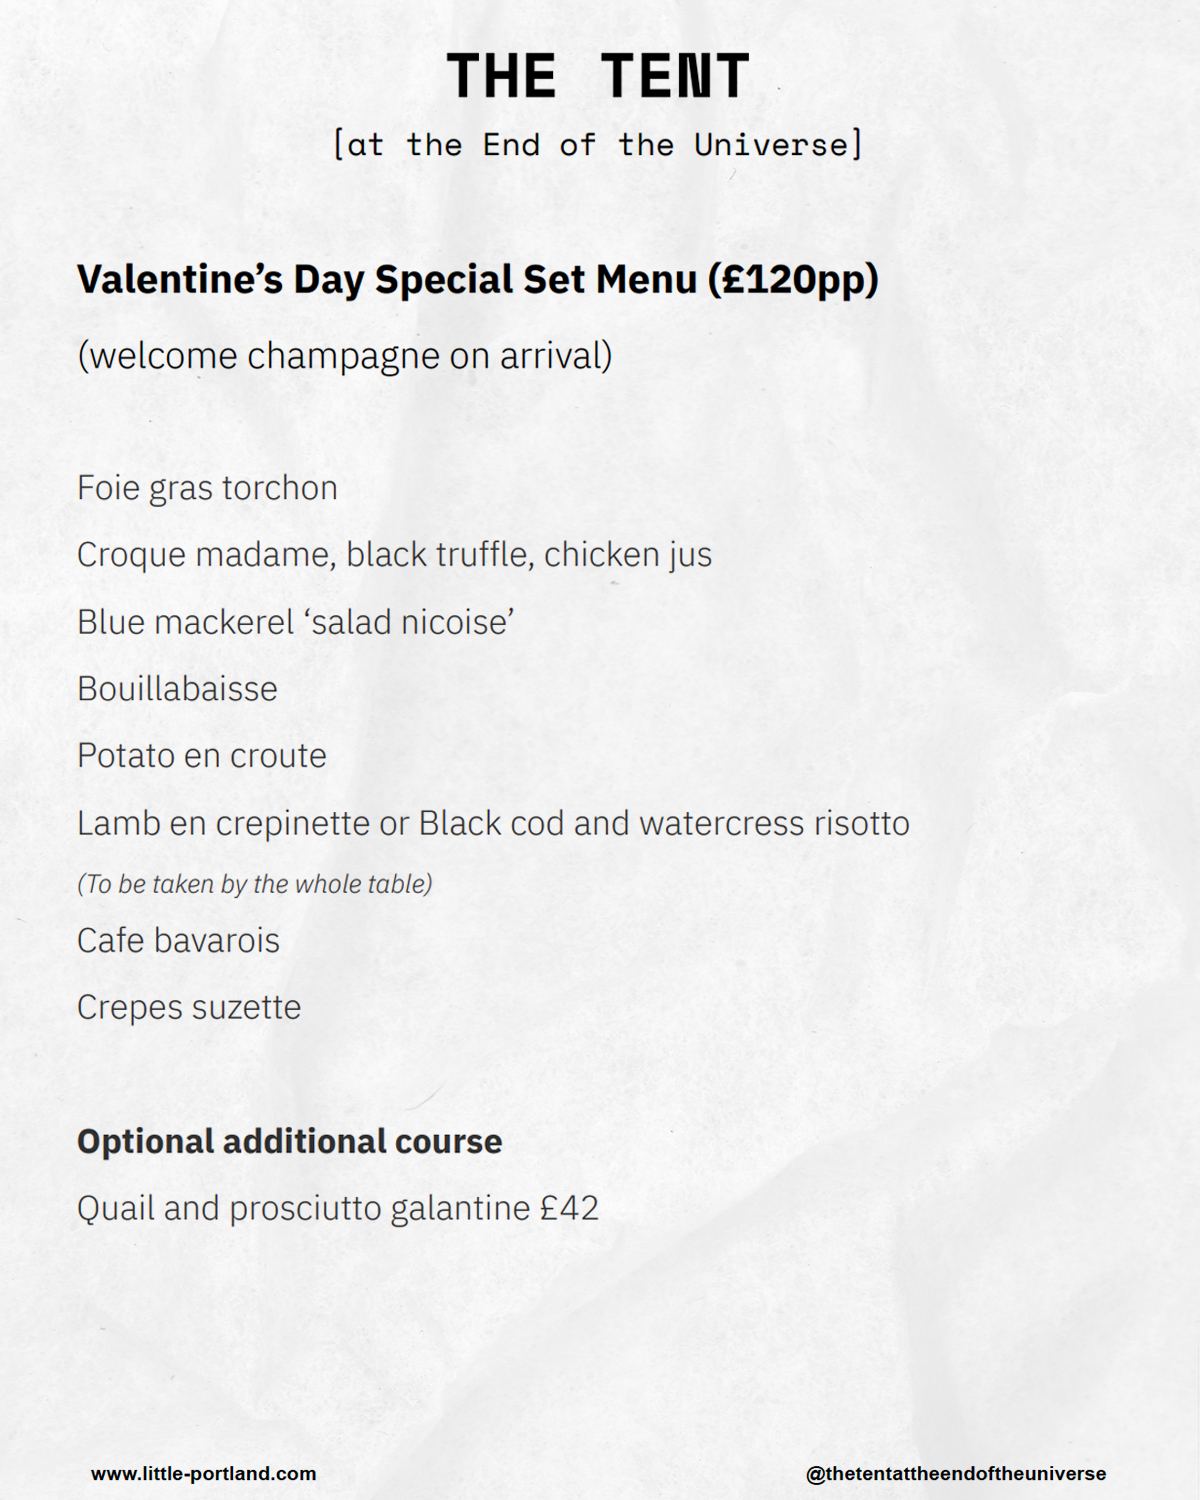 THE TENT
[at the End of the Universe]
Valentine’s Day Special Set Menu (£120pp)
(welcome champagne on arrival)
Foie gras torchon
Croque madame, black truffle, chicken jus
Blue mackerel ‘salad nicoise’
Bouillabaisse
Potato en croute
Lamb en crepinette or Black cod and watercress risotto
(To be taken by the whole table)
Cafe bavarois
Crepes suzette
Optional additional course
Quail and prosciutto galantine £42
www.little-portland.com
@thetentattheendoftheuniverse